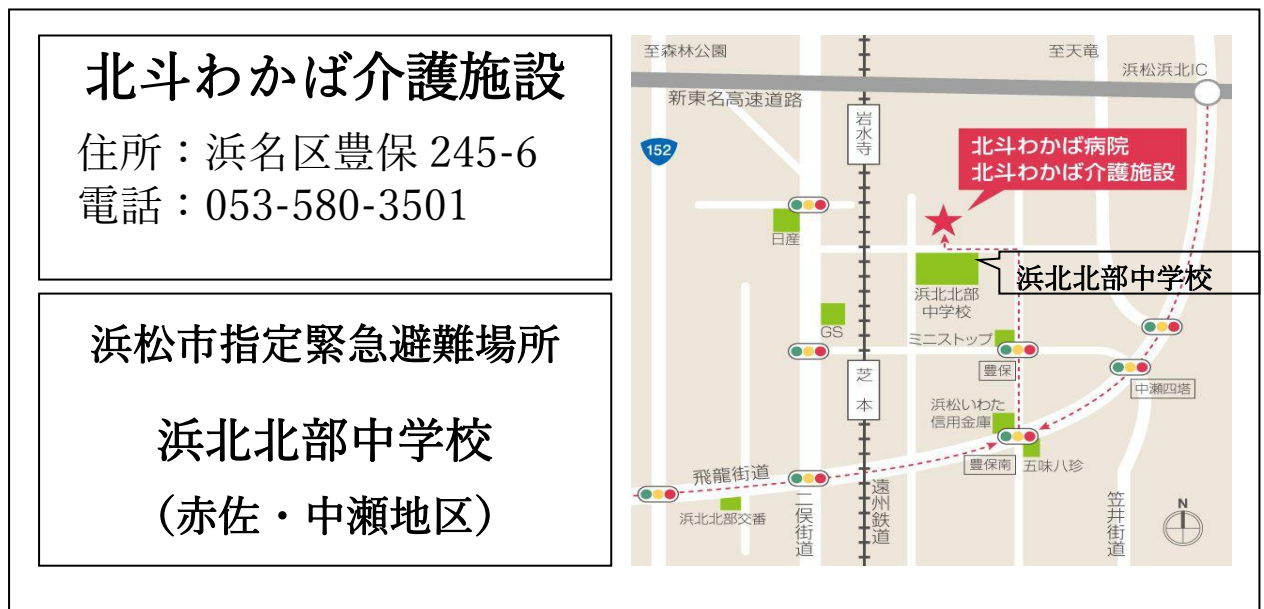 北斗わかば介護施設
住所：浜名区豊保 245-6
電話：053-580-3501
浜松市指定緊急避難場所
浜北北部中学校
（赤佐・中瀬地区）
至森林公園
至天竜
浜松浜北IC
新東名高速道路
152
岩水寺
北斗わかば病院
北斗わかば介護施設
日産
浜北北部中学校
浜北北部
中学校
GS
ミニストップ
豊保
芝本
中瀬四塔
浜松いわた
信用金庫
豊保南
五味八珍
飛龍街道
浜北北部交番
二俣街道
遠州鉄道
笠井街道
N